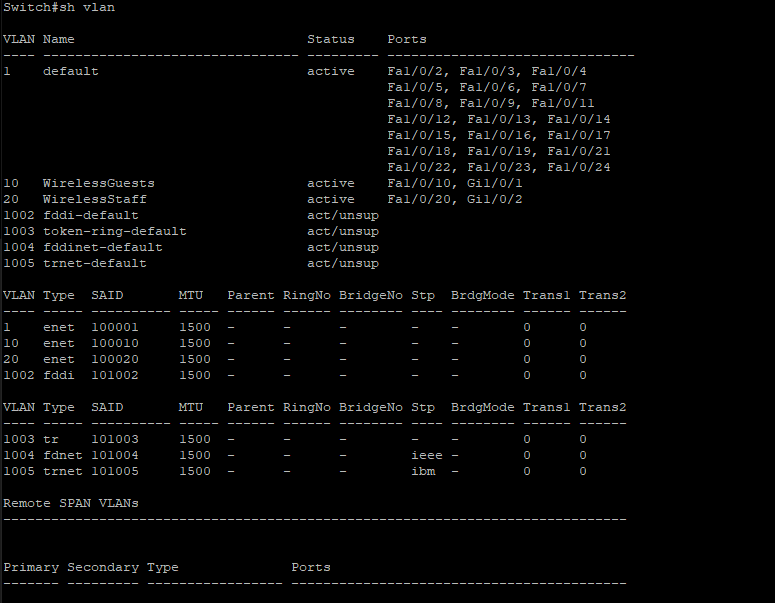 Switch#sh vlan
VLAN Name                             Status    Ports
---- -------------------------------- --------- -------------------------------
1    default                          active    Fa1/0/2, Fa1/0/3, Fa1/0/4
                                                Fa1/0/5, Fa1/0/6, Fa1/0/7
                                                Fa1/0/8, Fa1/0/9, Fa1/0/11
                                                Fa1/0/12, Fa1/0/13, Fa1/0/14
                                                Fa1/0/15, Fa1/0/16, Fa1/0/17
                                                Fa1/0/18, Fa1/0/19, Fa1/0/21
                                                Fa1/0/22, Fa1/0/23, Fa1/0/24
10   WirelessGuests                   active    Fa1/0/10, Gi1/0/1
20   WirelessStaff                    active    Fa1/0/20, Gi1/0/2
1002 fddi-default                     act/unsup
1003 token-ring-default               act/unsup
1004 fddinet-default                  act/unsup
1005 trnet-default                    act/unsup
VLAN Type  SAID       MTU   Parent RingNo BridgeNo Stp  BrdgMode Trans1 Trans2
---- ----- ---------- ----- ------ ------ -------- ---- -------- ------ ------
1    enet  100001     1500  -      -      -        -    -        0      0
10   enet  100010     1500  -      -      -        -    -        0      0
20   enet  100020     1500  -      -      -        -    -        0      0
1002 fddi  101002     1500  -      -      -        -    -        0      0
VLAN Type  SAID       MTU   Parent RingNo BridgeNo Stp  BrdgMode Trans1 Trans2
---- ----- ---------- ----- ------ ------ -------- ---- -------- ------ ------
1003 tr    101003     1500  -      -      -        -    -        0      0
1004 fdnet 101004     1500  -      -      -        ieee -        0      0
1005 trnet 101005     1500  -      -      -        ibm  -        0      0
Remote SPAN VLANs
------------------------------------------------------------------------------
Primary Secondary Type              Ports
------- --------- ----------------- ------------------------------------------